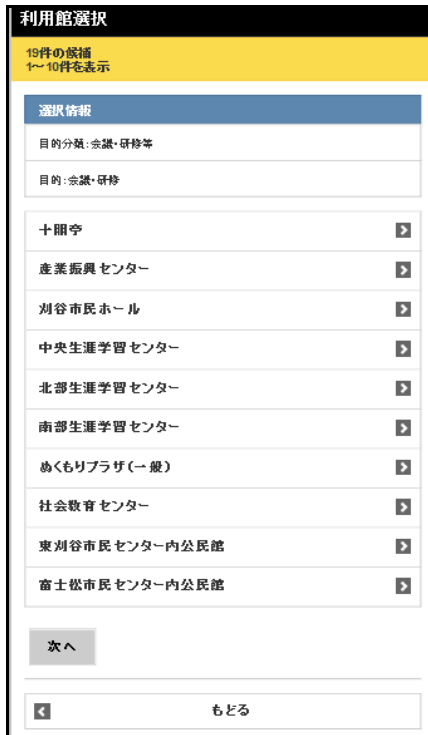 利用館選択
19件の候補
1～10件を表示
選択情報
目的分類:会議・研修等
目的:会議・研修
十朋亭
産業振興センター
刈谷市民ホール
中央生涯学習センター
北部生涯学習センター
南部生涯学習センター
ぬくもりプラザ(一般)
社会教育センター
東刈谷市民センター内公民館
富士松市民センター内公民館
次へ
もどる